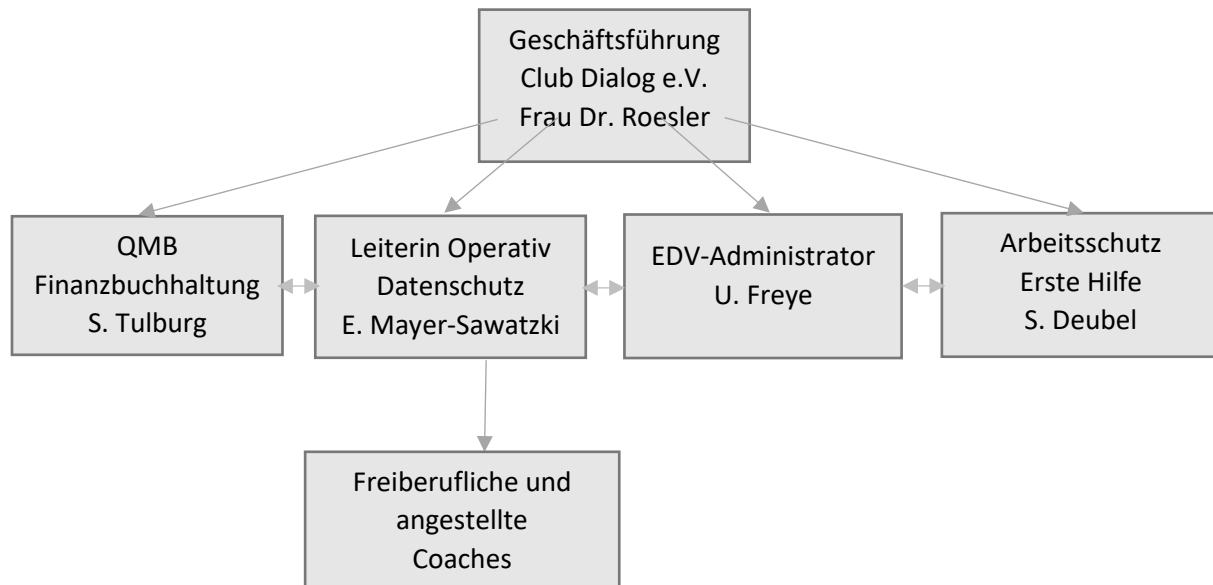 Geschäftsführung
Club Dialog e.V.
Frau Dr. Roesler
QMB
Finanzbuchhaltung
S. Tulburg
Leiterin Operativ
Datenschutz
E. Mayer-Sawatzki
EDV-Administrator
U. Freye
Arbeitsschutz
Erste Hilfe
S. Deubel
Freiberufliche und
angestellte
Coaches